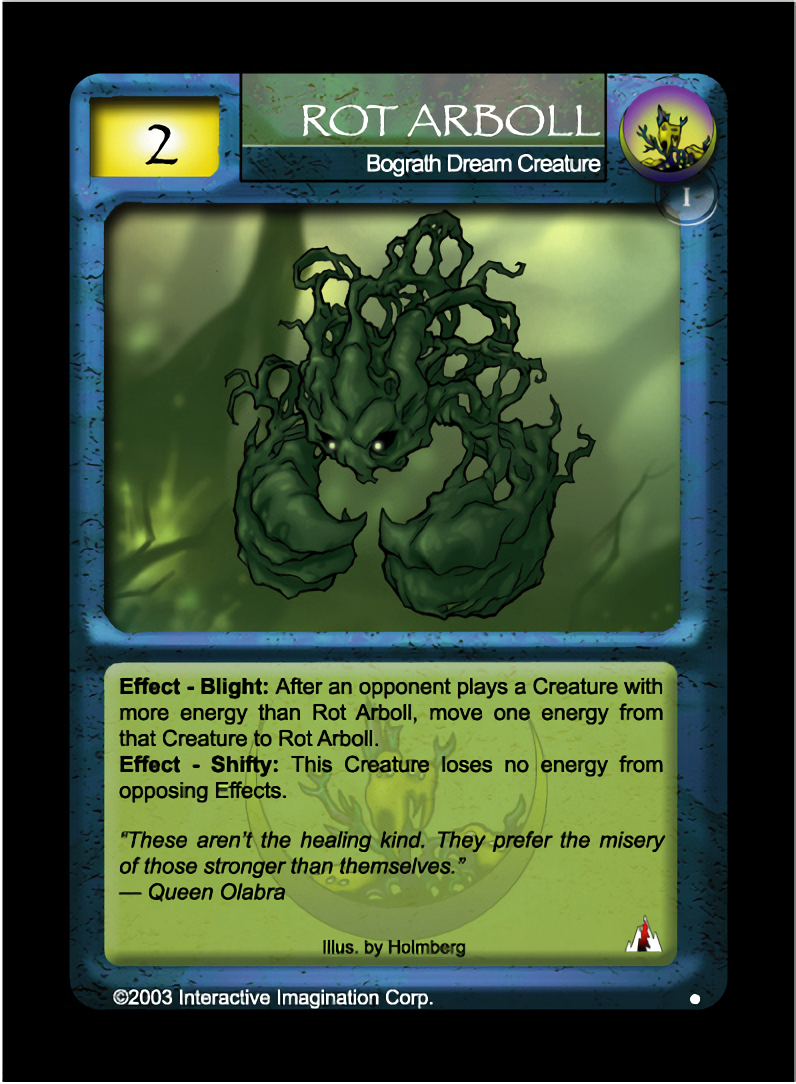 2
ROT ARBOLL
Bograth Dream Creature
I
Effect - Blight: After an opponent plays a Creature with
more energy than Rot Arboll, move one energy from
that Creature to Rot Arboll.
Effect - Shifty: This Creature loses no energy from
opposing Effects.
“These aren’t the healing kind. They prefer the misery
of those stronger than themselves.”
— Queen Olabra
Illus. by Holmberg
©2003 Interactive Imagination Corp.